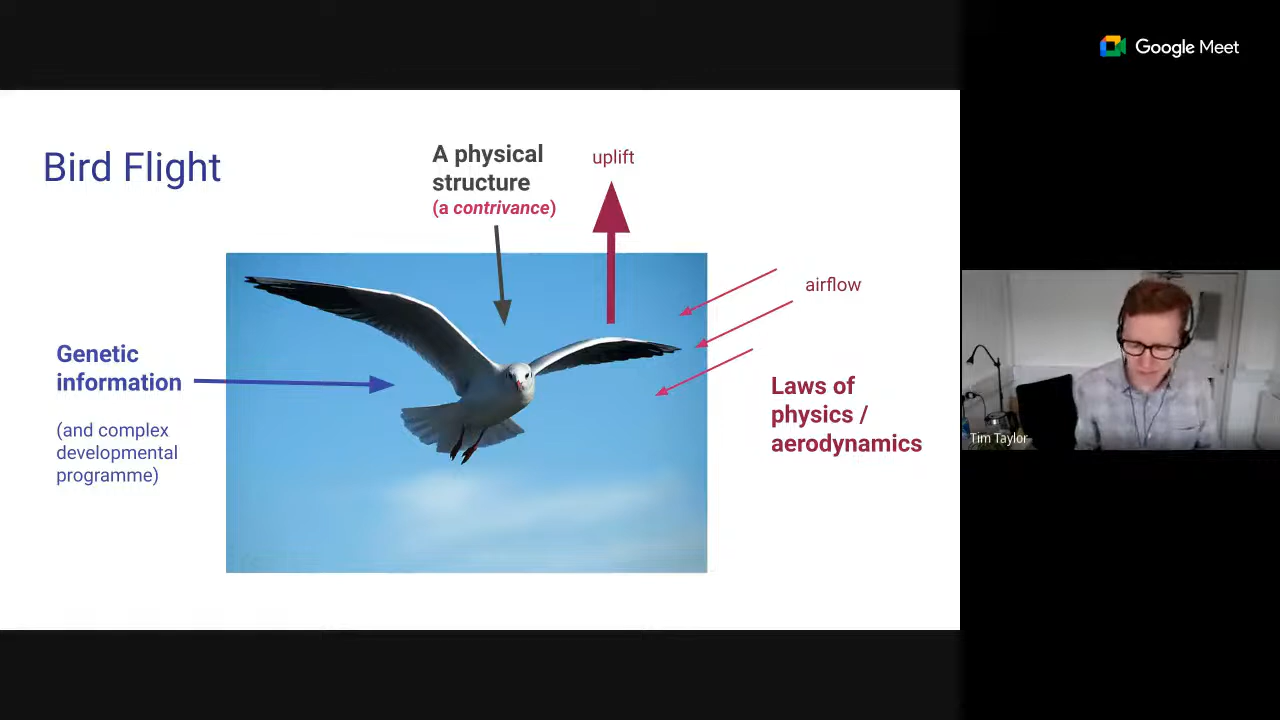 Google Meet
Bird Flight
A physical
structure
(a contrivance)
uplift
airflow
Genetic
information
(and complex
developmental
programme)
Laws of
physics /
aerodynamics
Tim Taylor